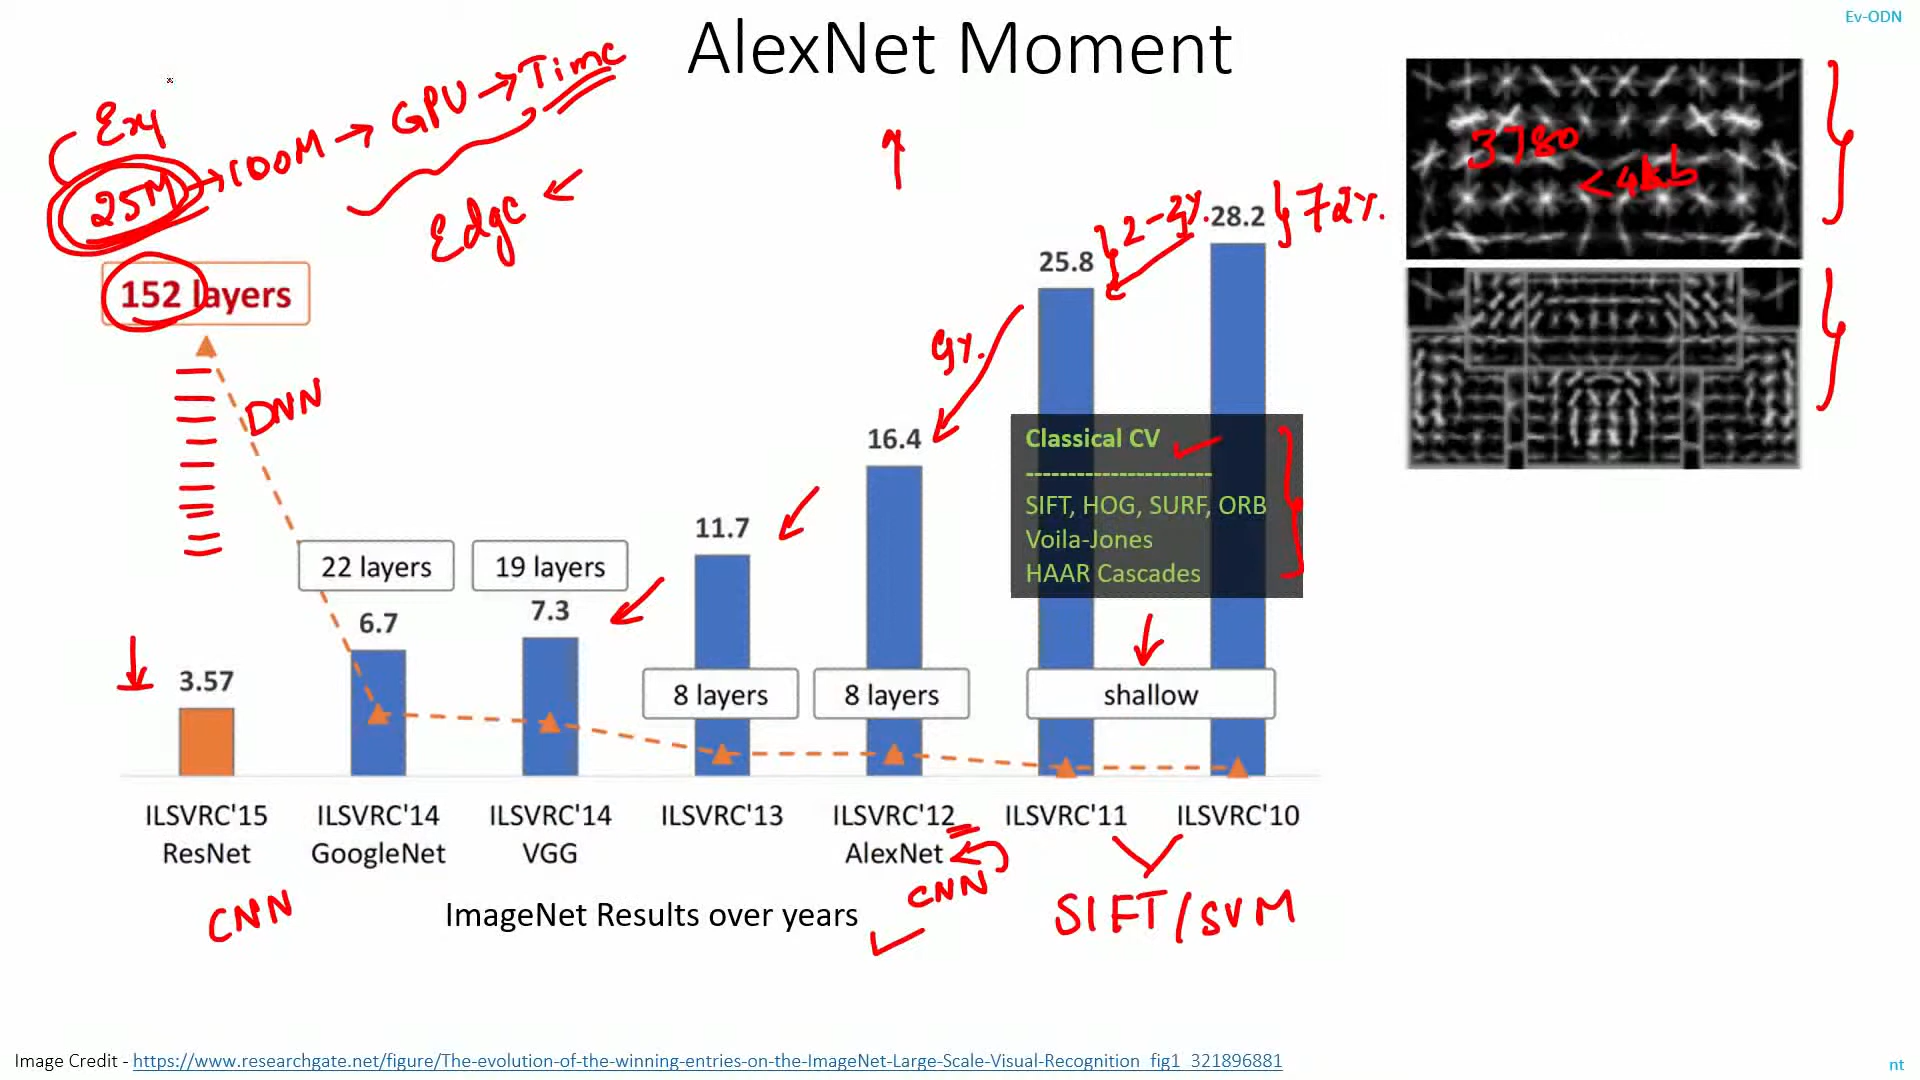 Ev-ODN
AlexNet Moment
25M → 100M → GPU → Time
Edge
3780
< 4kb
152 layers
DNN
28.2
72%.
2-3%.
25.8
9%.
16.4
Classical CV
----------------------
SIFT, HOG, SURF, ORB
Voila-Jones
HAAR Cascades
11.7
22 layers
19 layers
7.3
6.7
3.57
8 layers
8 layers
shallow
ILSVRC'15
ResNet
ILSVRC'14
GoogleNet
ILSVRC'14
VGG
ILSVRC'13
ILSVRC'12
AlexNet
ILSVRC'11
ILSVRC'10
CNN
CNN
SIFT/SVM
ImageNet Results over years
Image Credit - https://www.researchgate.net/figure/The-evolution-of-the-winning-entries-on-the-ImageNet-Large-Scale-Visual-Recognition_fig1_321896881
nt